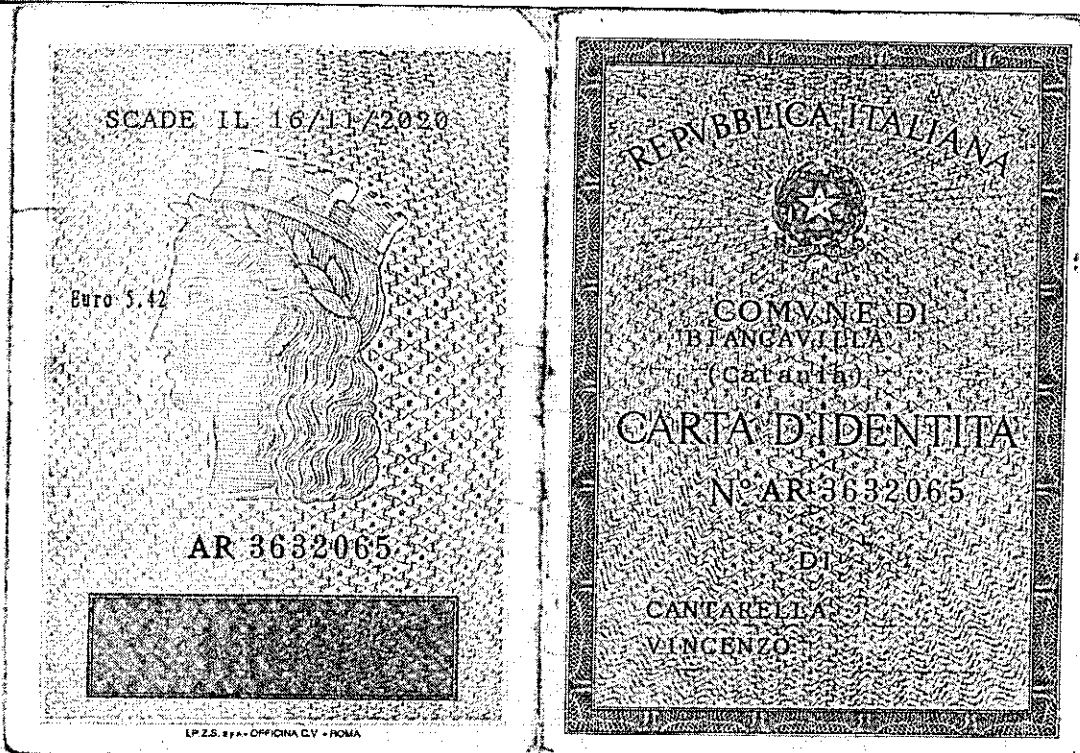 SCADE IL 16/11/2020
Euro 5.42
AR 3632065
I.P.Z.S. s.p.A. - OFFICINA C.V. - ROMA
REPVBBLICA ITALIANA
COMVNE DI
BIANCAVILLA
(Catania)
CARTA D'IDENTITA
N° AR 3632065
DI
CANTARELLA
VINCENZO